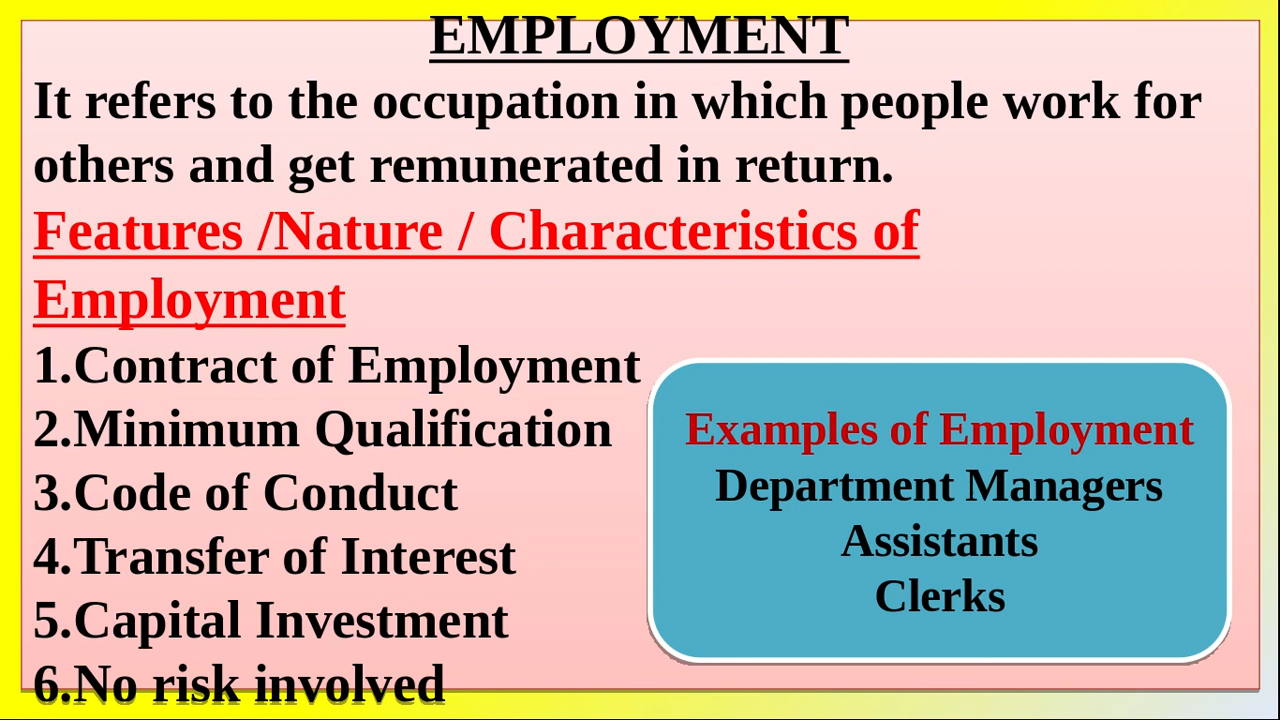 EMPLOYMENT
It refers to the occupation in which people work for
others and get remunerated in return.
Features /Nature / Characteristics of
Employment
1.Contract of Employment
2.Minimum Qualification
3.Code of Conduct
4.Transfer of Interest
5.Capital Investment
6.No risk involved
Examples of Employment
Department Managers
Assistants
Clerks